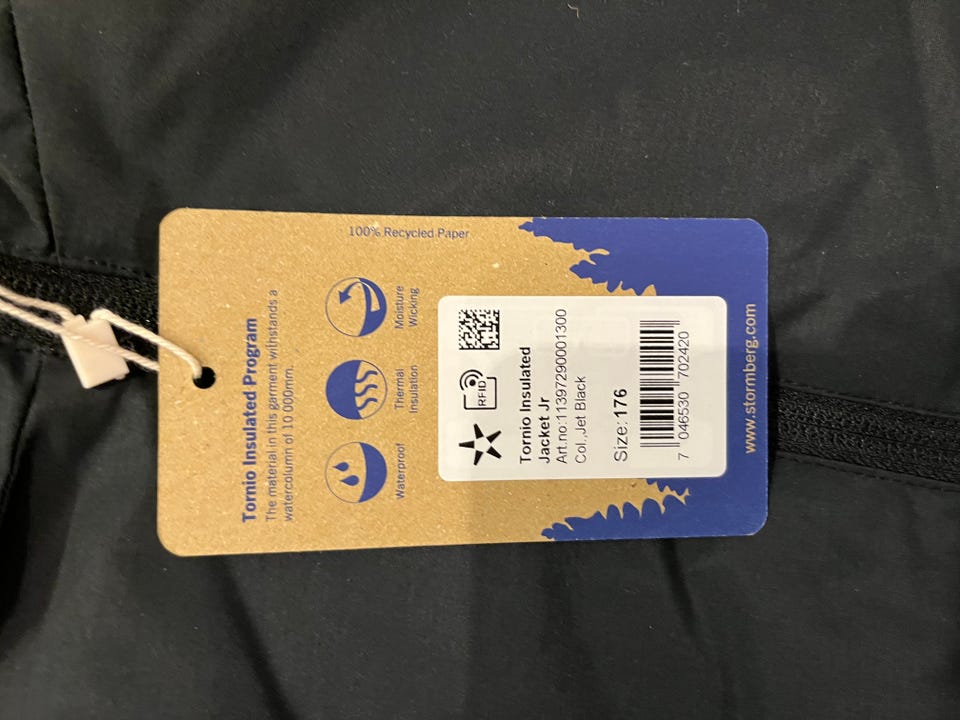 100% Recycled Paper
Tornio Insulated Program
The material in this garment withstands a
watercolumn of 10 000mm.
Waterproof
Thermal
Insulation
Moisture
Wicking
RFID
Tornio Insulated
Jacket Jr
Art.no:113972900001300
Col.,Jet Black
Size:176
7 046530 702420
www.stormberg.com